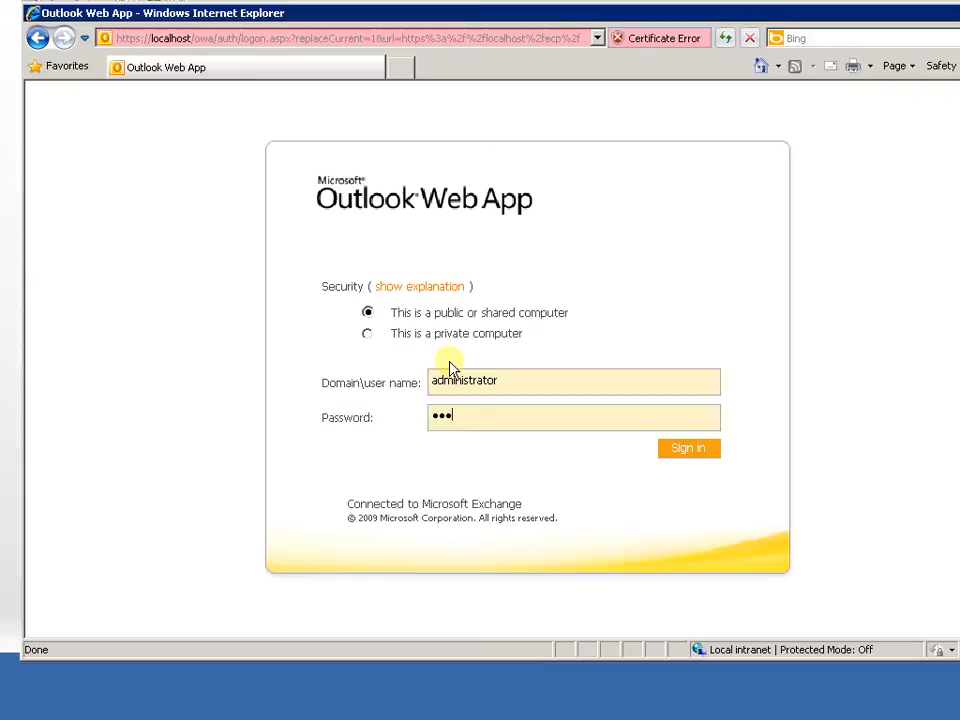 Outlook Web App - Windows Internet Explorer
https://localhost/owa/auth/logon.aspx?replaceCurrent=1&url=https%3a%2f%2flocalhost%2fecp%2f
Certificate Error
Bing
Favorites
Outlook Web App
Page
Safety
Microsoft®
Outlook® Web App
Security ( show explanation )
This is a public or shared computer
This is a private computer
Domain\user name: administrator
Password: •••
Sign in
Connected to Microsoft Exchange
© 2009 Microsoft Corporation. All rights reserved.
Done
Local intranet | Protected Mode: Off